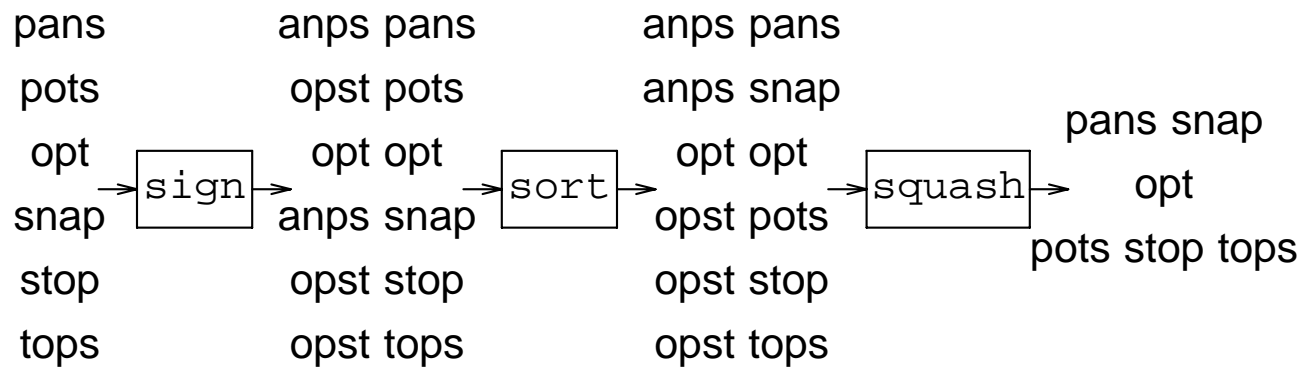 pans
pots
opt
snap
stop
tops
sign
anps pans
opst pots
opt opt
anps snap
opst stop
opst tops
sort
anps pans
anps snap
opt opt
opst pots
opst stop
opst tops
squash
pans snap
opt
pots stop tops